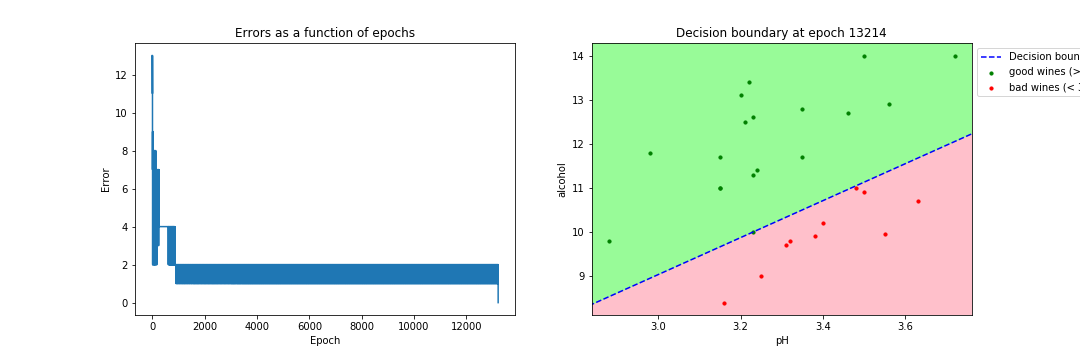 Errors as a function of epochs
12
10
8
6
4
2
0
Error
0
2000
4000
6000
8000
10000
12000
Epoch
Decision boundary at epoch 13214
14
13
12
11
10
9
alcohol
3.0
3.2
3.4
3.6
pH
Decision boun
good wines (>
bad wines (<